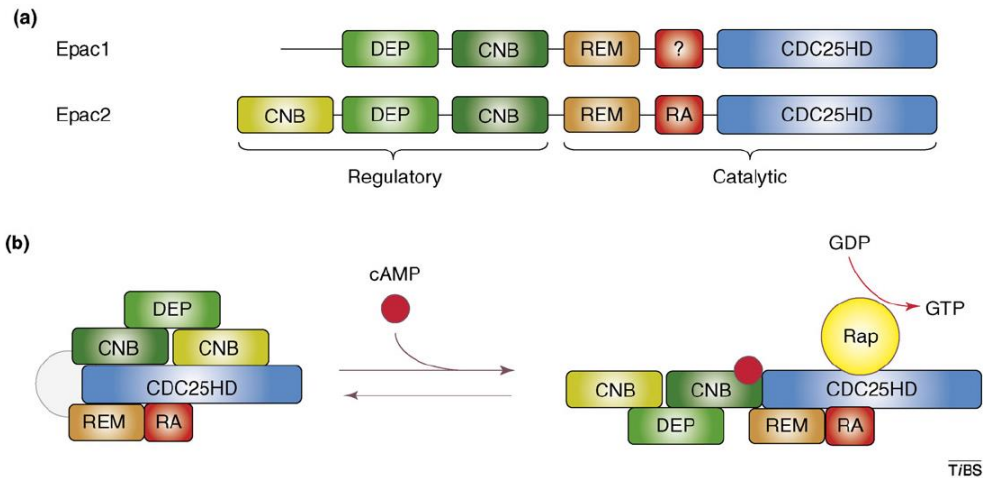 (a)
Epac1 DEP CNB REM ? CDC25HD
Epac2 CNB DEP CNB REM RA CDC25HD
Regulatory Catalytic
(b)
GDP
cAMP
GTP
DEP
Rap
CNB CNB
CDC25HD
CNB CNB CDC25HD
REM RA
DEP REM RA
TiBS